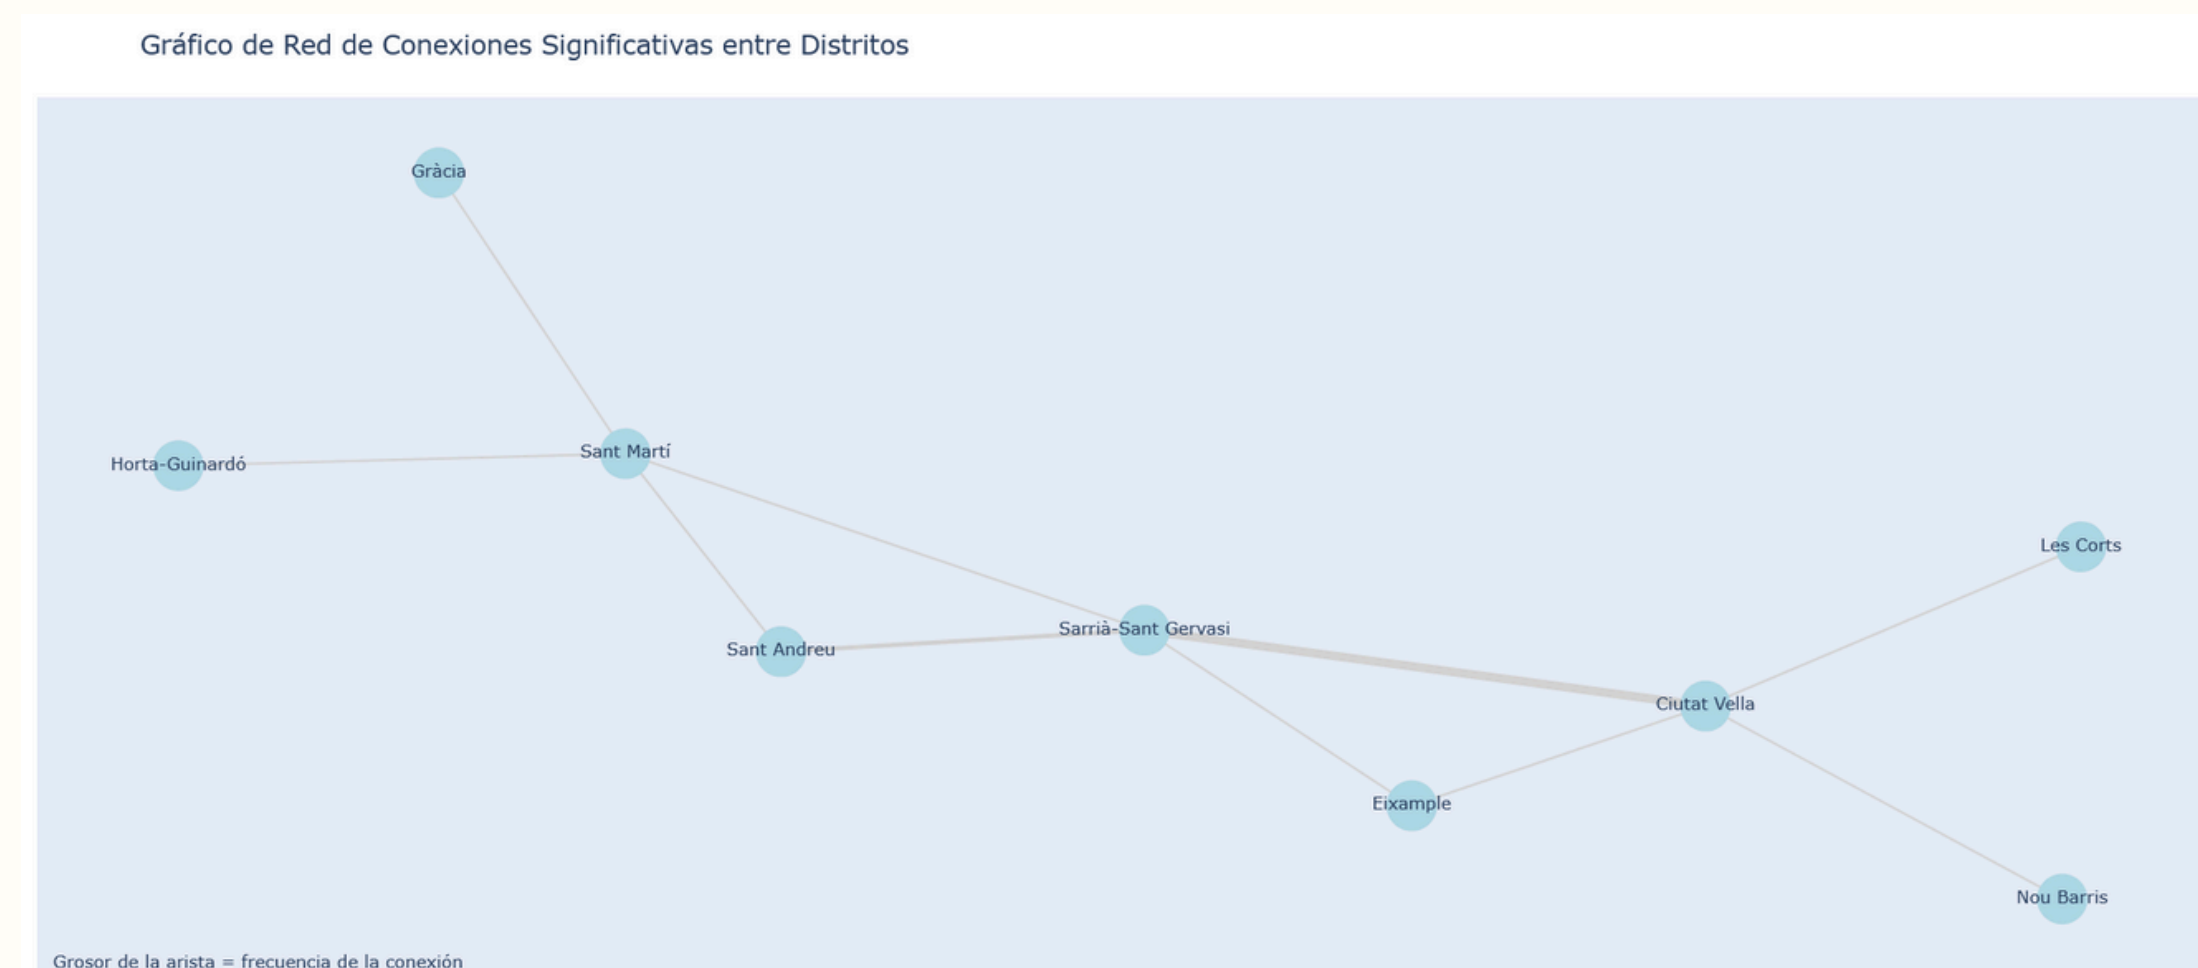 Gráfico de Red de Conexiones Significativas entre Distritos
Gràcia
Sant Martí
Horta-Guinardó
Les Corts
Sarrià-Sant Gervasi
Sant Andreu
Ciutat Vella
Eixample
Nou Barris
Grosor de la arista = frecuencia de la conexión